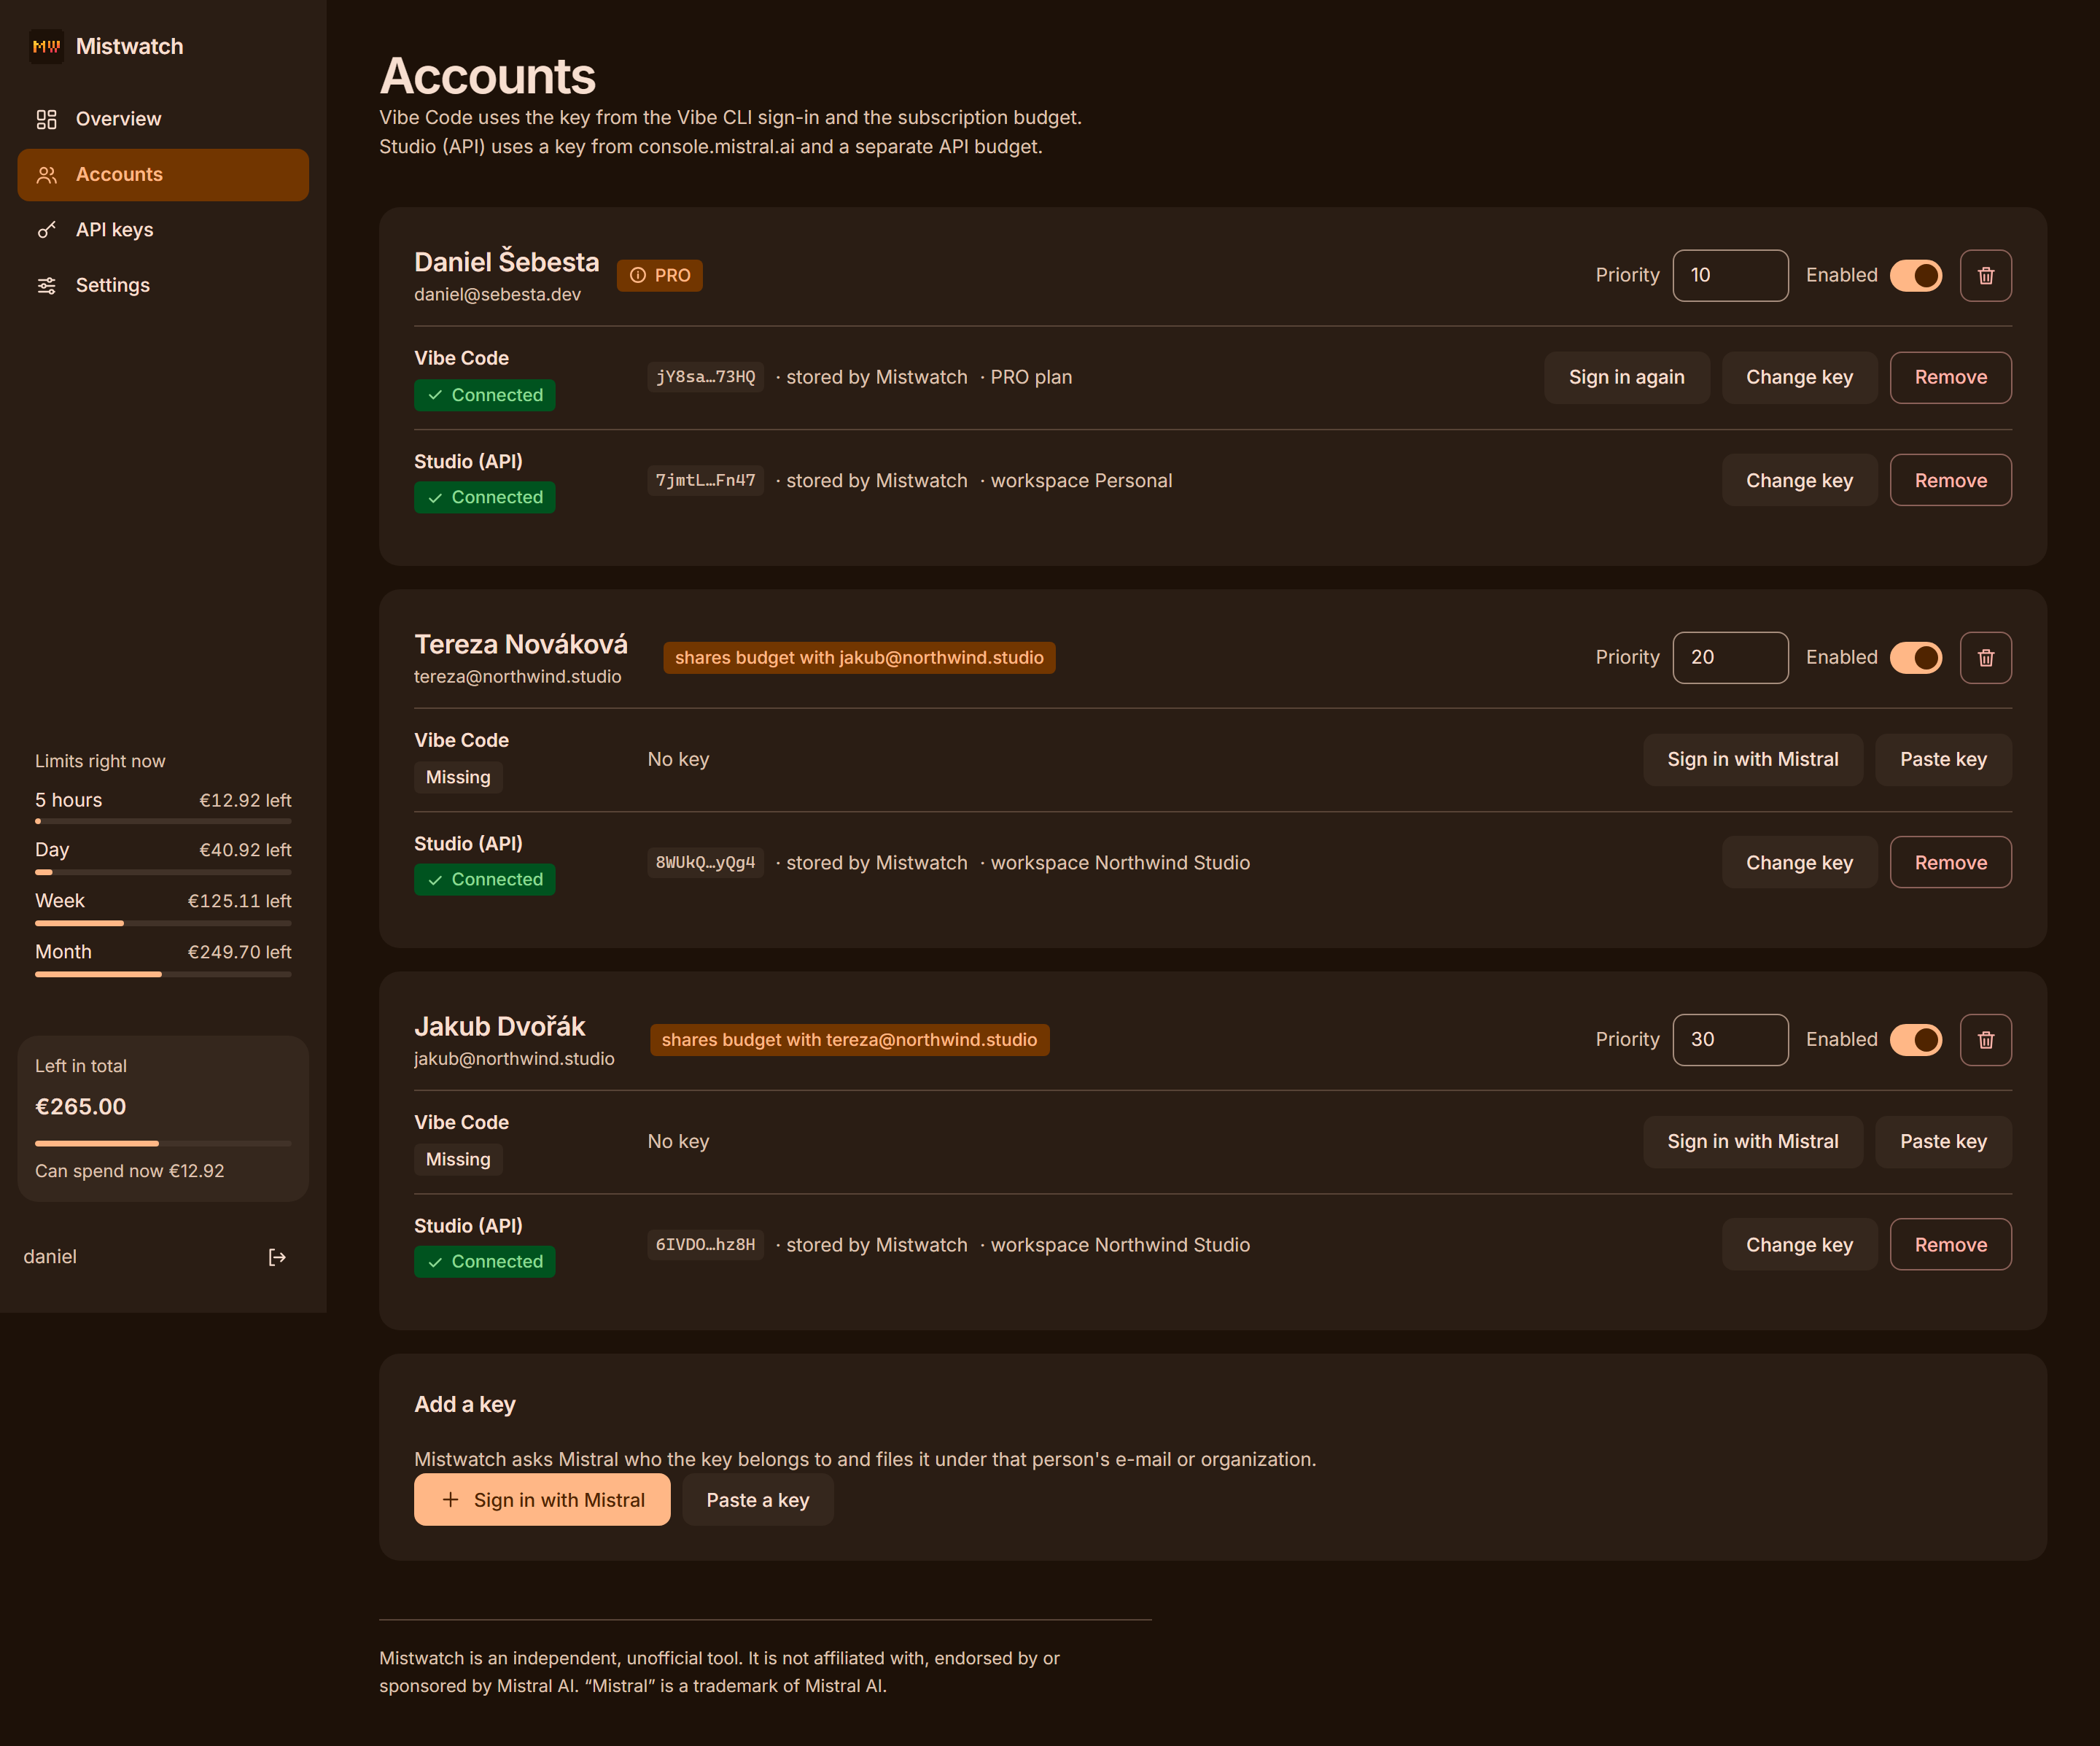 MW Mistwatch
Overview
Accounts
API keys
Settings
Limits right now
5 hours €12.92 left
Day €40.92 left
Week €125.11 left
Month €249.70 left
Left in total
€265.00
Can spend now €12.92
daniel
Accounts
Vibe Code uses the key from the Vibe CLI sign-in and the subscription budget.
Studio (API) uses a key from console.mistral.ai and a separate API budget.
Daniel Šebesta
daniel@sebesta.dev
PRO
Priority 10 Enabled
Vibe Code
Connected
jY8sa…73HQ · stored by Mistwatch · PRO plan
Sign in again Change key Remove
Studio (API)
Connected
7jmtL…Fn47 · stored by Mistwatch · workspace Personal
Change key Remove
Tereza Nováková
tereza@northwind.studio
shares budget with jakub@northwind.studio
Priority 20 Enabled
Vibe Code
Missing
No key
Sign in with Mistral Paste key
Studio (API)
Connected
8WUkQ…yQg4 · stored by Mistwatch · workspace Northwind Studio
Change key Remove
Jakub Dvořák
jakub@northwind.studio
shares budget with tereza@northwind.studio
Priority 30 Enabled
Vibe Code
Missing
No key
Sign in with Mistral Paste key
Studio (API)
Connected
6IVDO…hz8H · stored by Mistwatch · workspace Northwind Studio
Change key Remove
Add a key
Mistwatch asks Mistral who the key belongs to and files it under that person's e-mail or organization.
Sign in with Mistral Paste a key
Mistwatch is an independent, unofficial tool. It is not affiliated with, endorsed by or
sponsored by Mistral AI. “Mistral” is a trademark of Mistral AI.